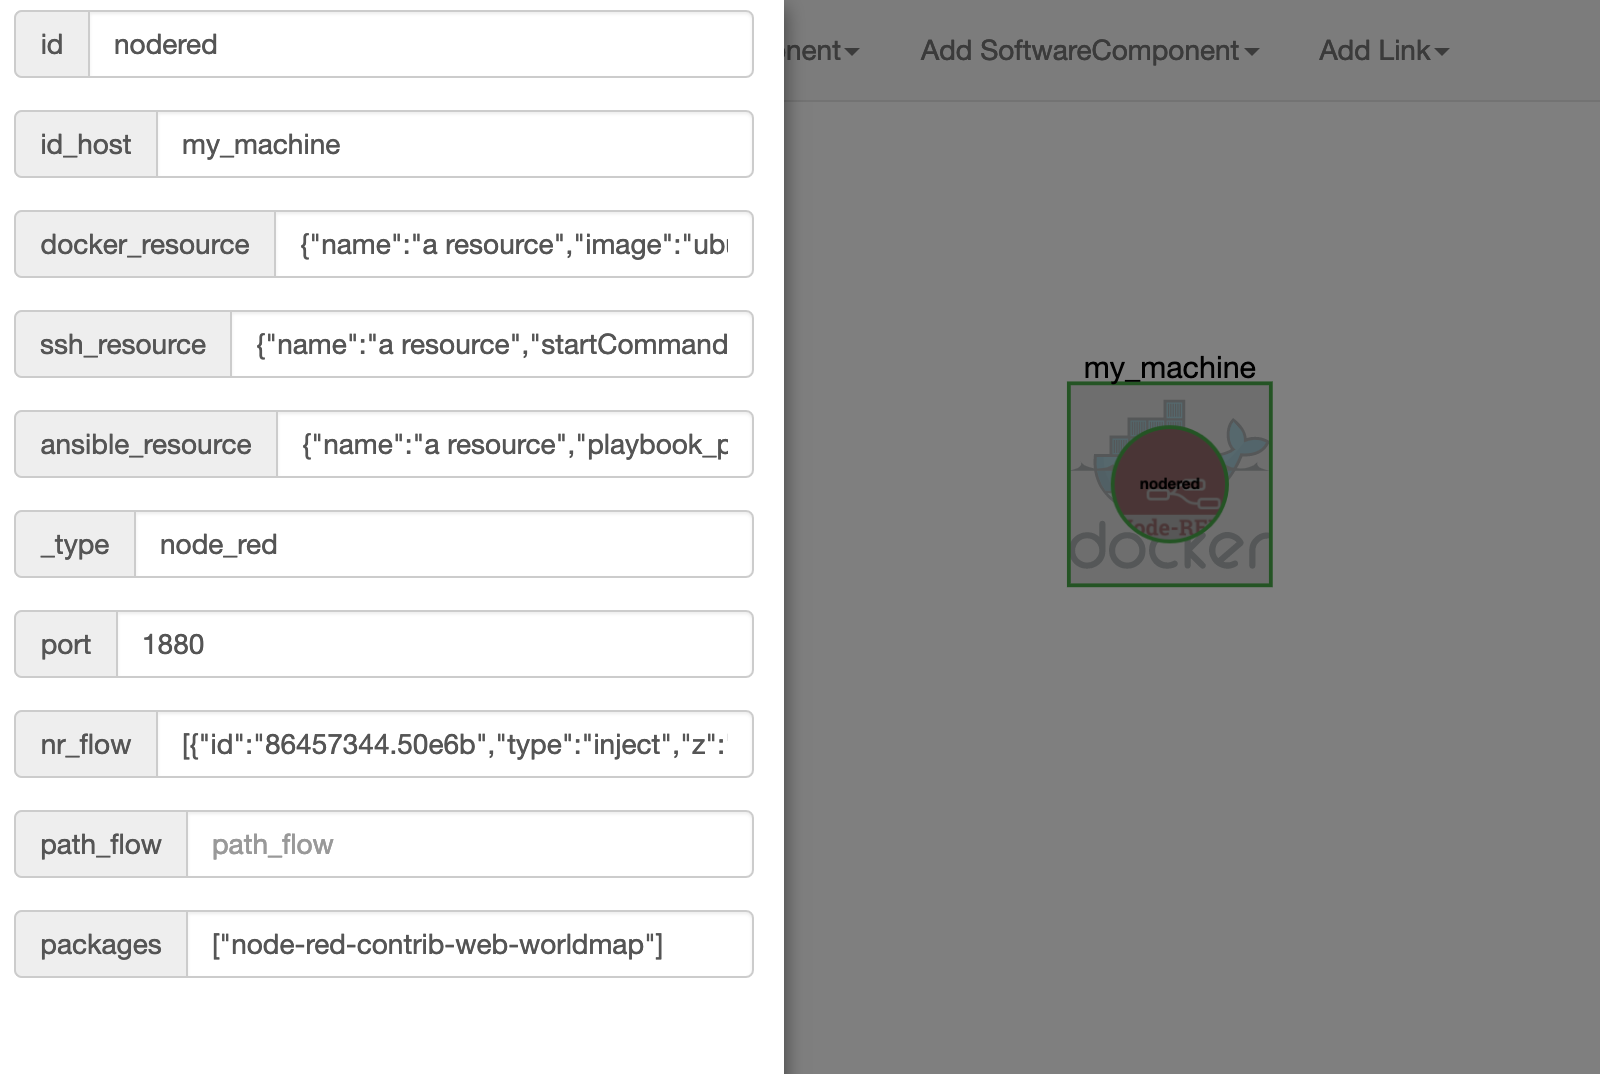 id nodered
id_host my_machine
docker_resource {"name":"a resource","image":"ub
ssh_resource {"name":"a resource","startCommand
ansible_resource {"name":"a resource","playbook_p
_type node_red
port 1880
nr_flow [{"id":"86457344.50e6b","type":"inject","z":
path_flow path_flow
packages ["node-red-contrib-web-worldmap"]
nent Add SoftwareComponent Add Link
my_machine
nodered
ode-RE
docker